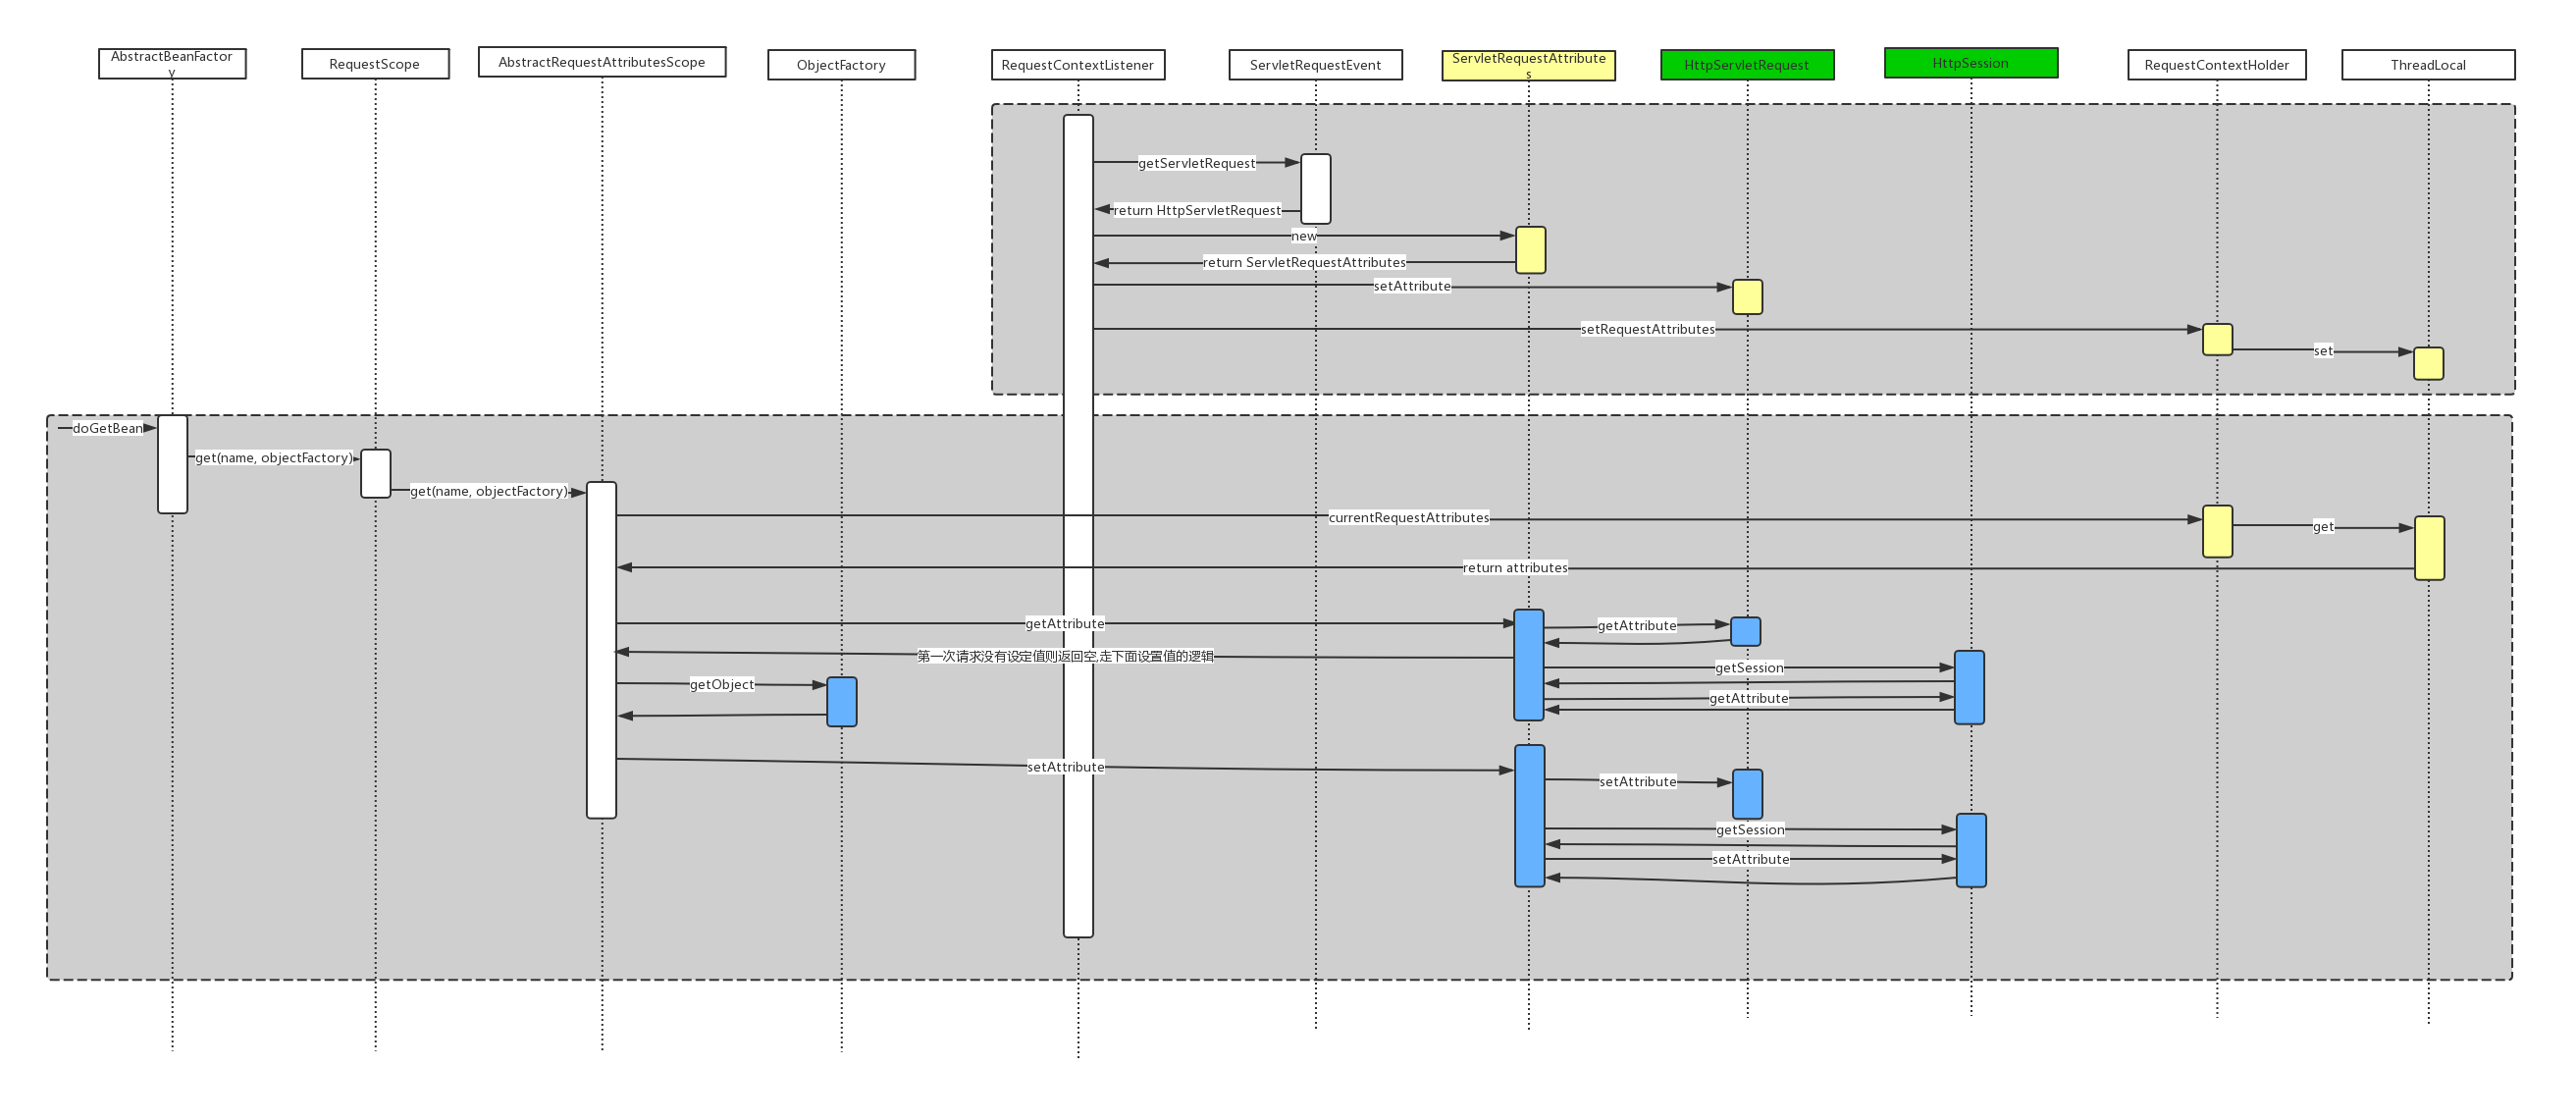 AbstractBeanFactor
y
RequestScope
AbstractRequestAttributesScope
ObjectFactory
RequestContextListener
ServletRequestEvent
ServletRequestAttribute
s
HttpServletRequest
HttpSession
RequestContextHolder
ThreadLocal
getServletRequest
return HttpServletRequest
new
return ServletRequestAttributes
setAttribute
setRequestAttributes
set
doGetBean
get(name, objectFactory)
get(name, objectFactory)
currentRequestAttributes
get
return attributes
getAttribute
getAttribute
第一次请求没有设定值则返回空,走下面设置值的逻辑
getSession
getObject
getAttribute
setAttribute
setAttribute
getSession
setAttribute